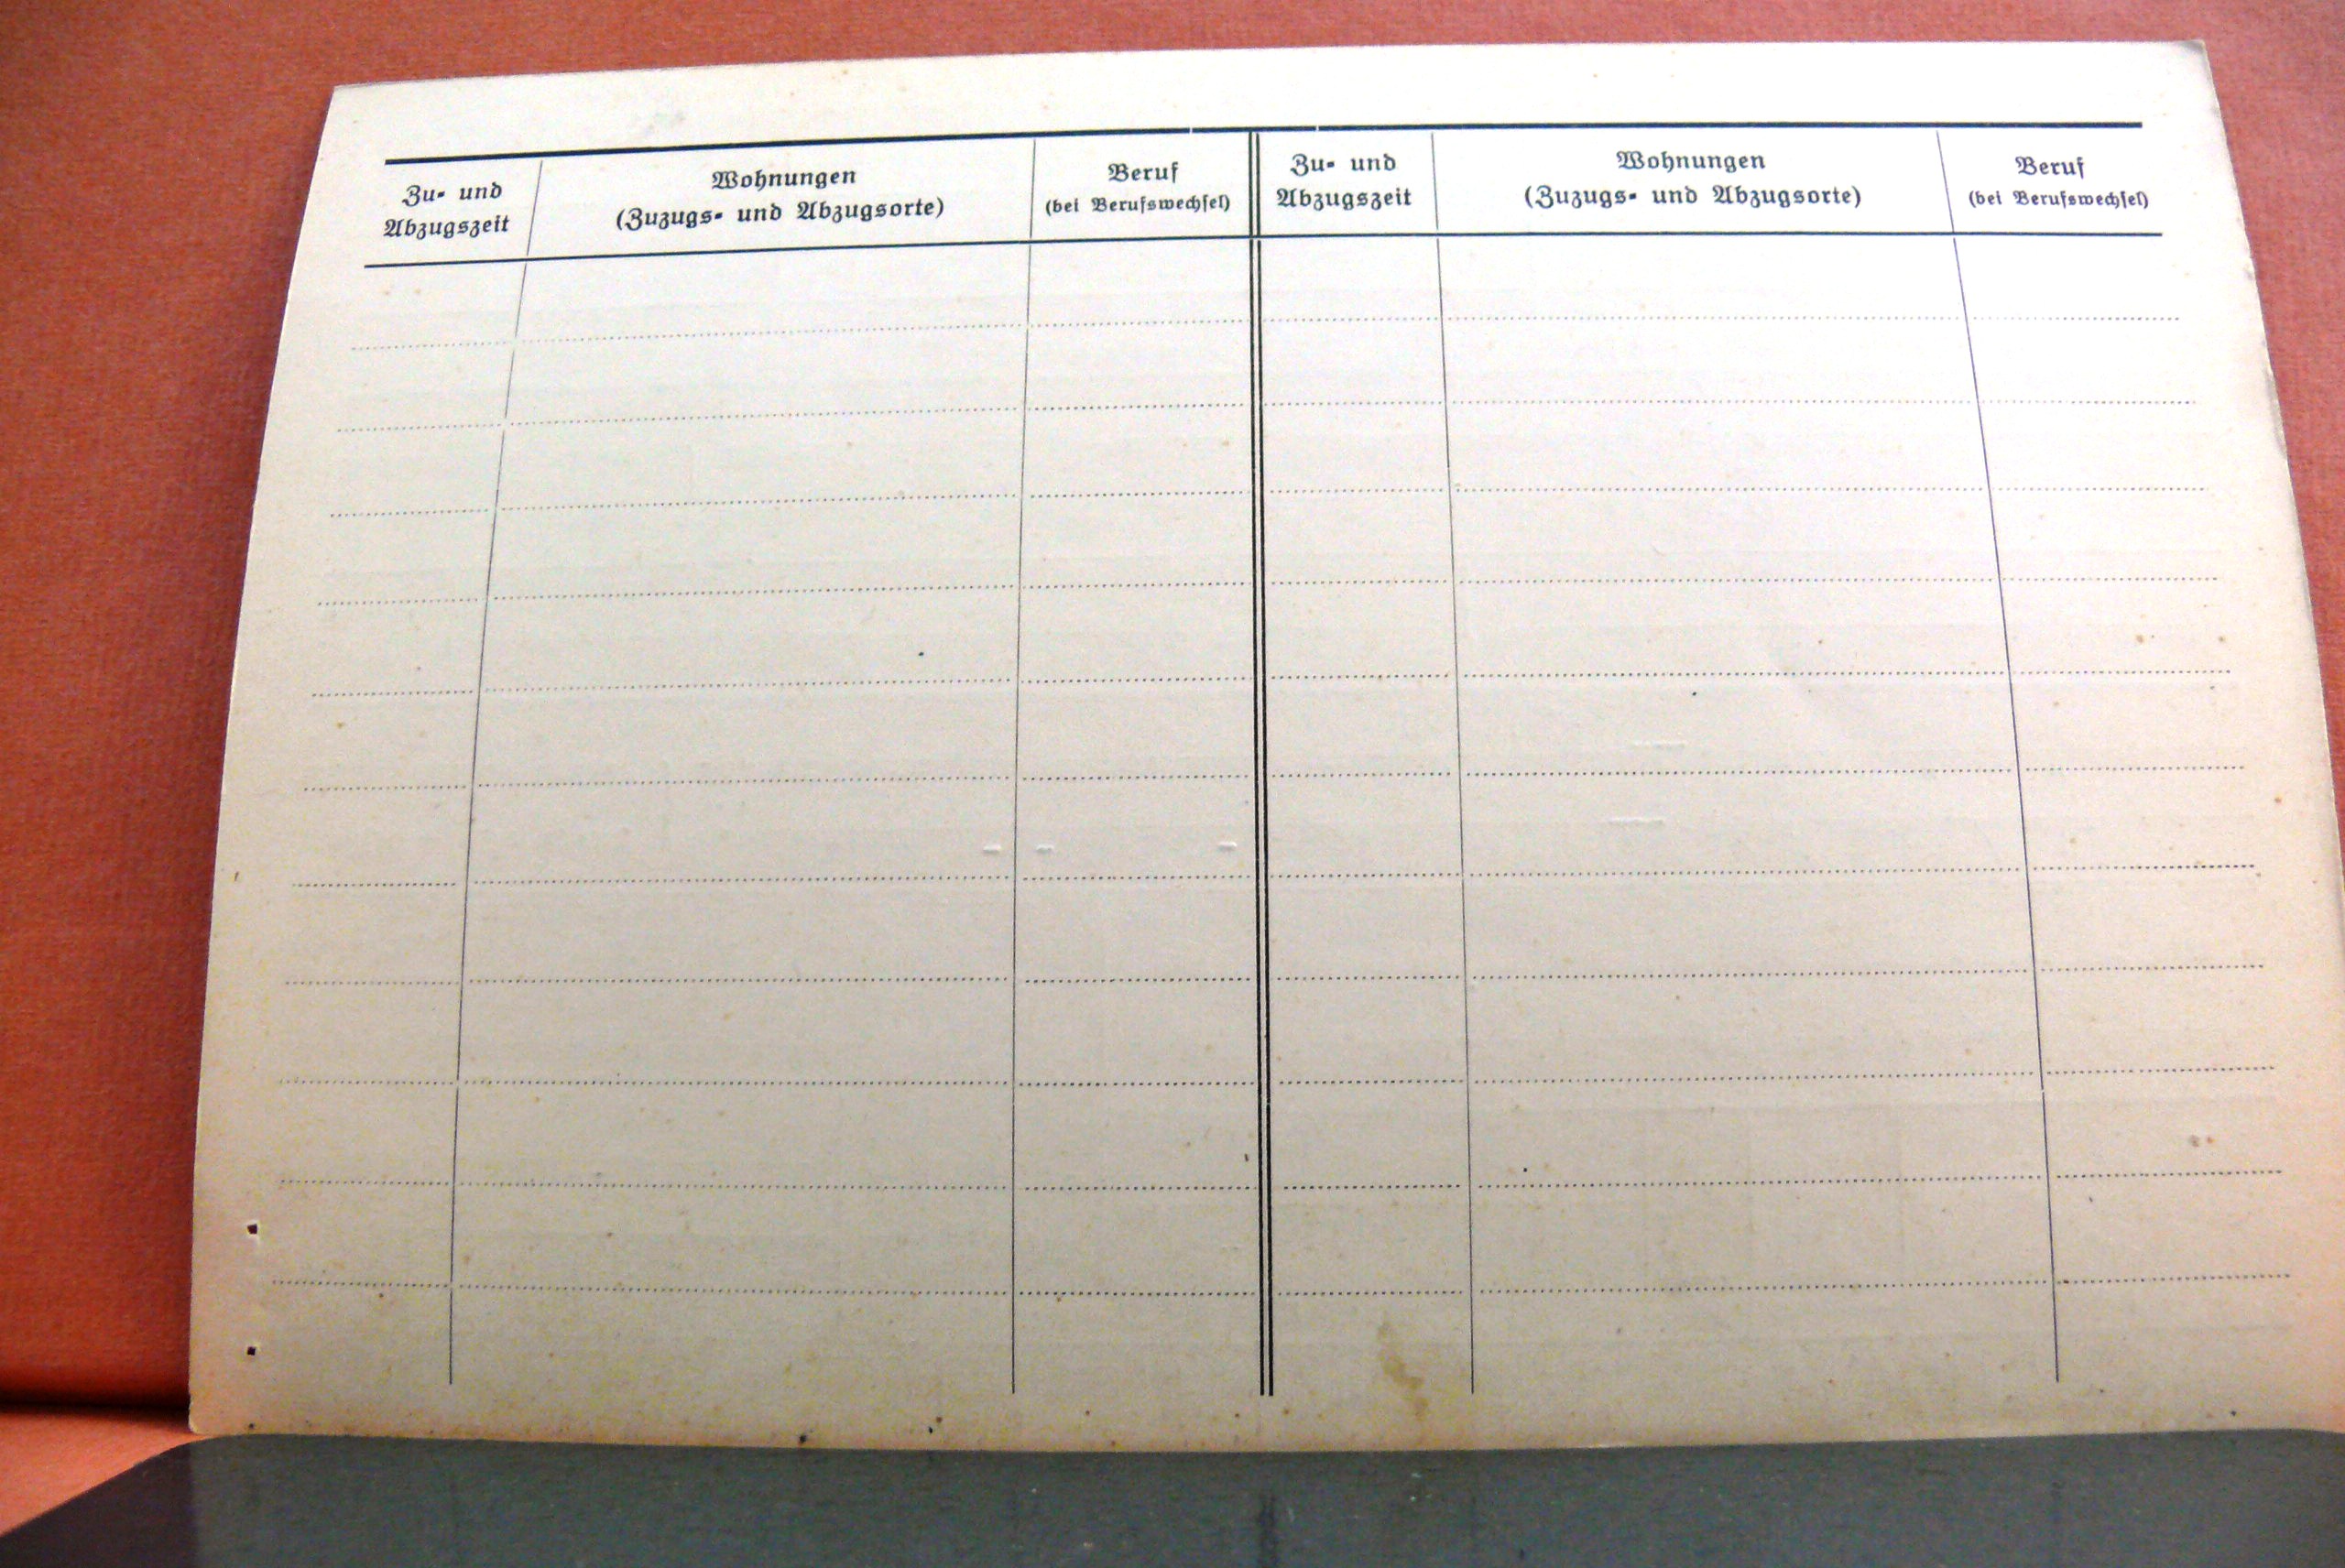 Zu- und
Abzugszeit
Wohnungen
(Zuzugs- und Abzugsorte)
Beruf
(bei Berufswechsel)
Zu- und
Abzugszeit
Wohnungen
(Zuzugs- und Abzugsorte)
Beruf
(bei Berufswechsel)